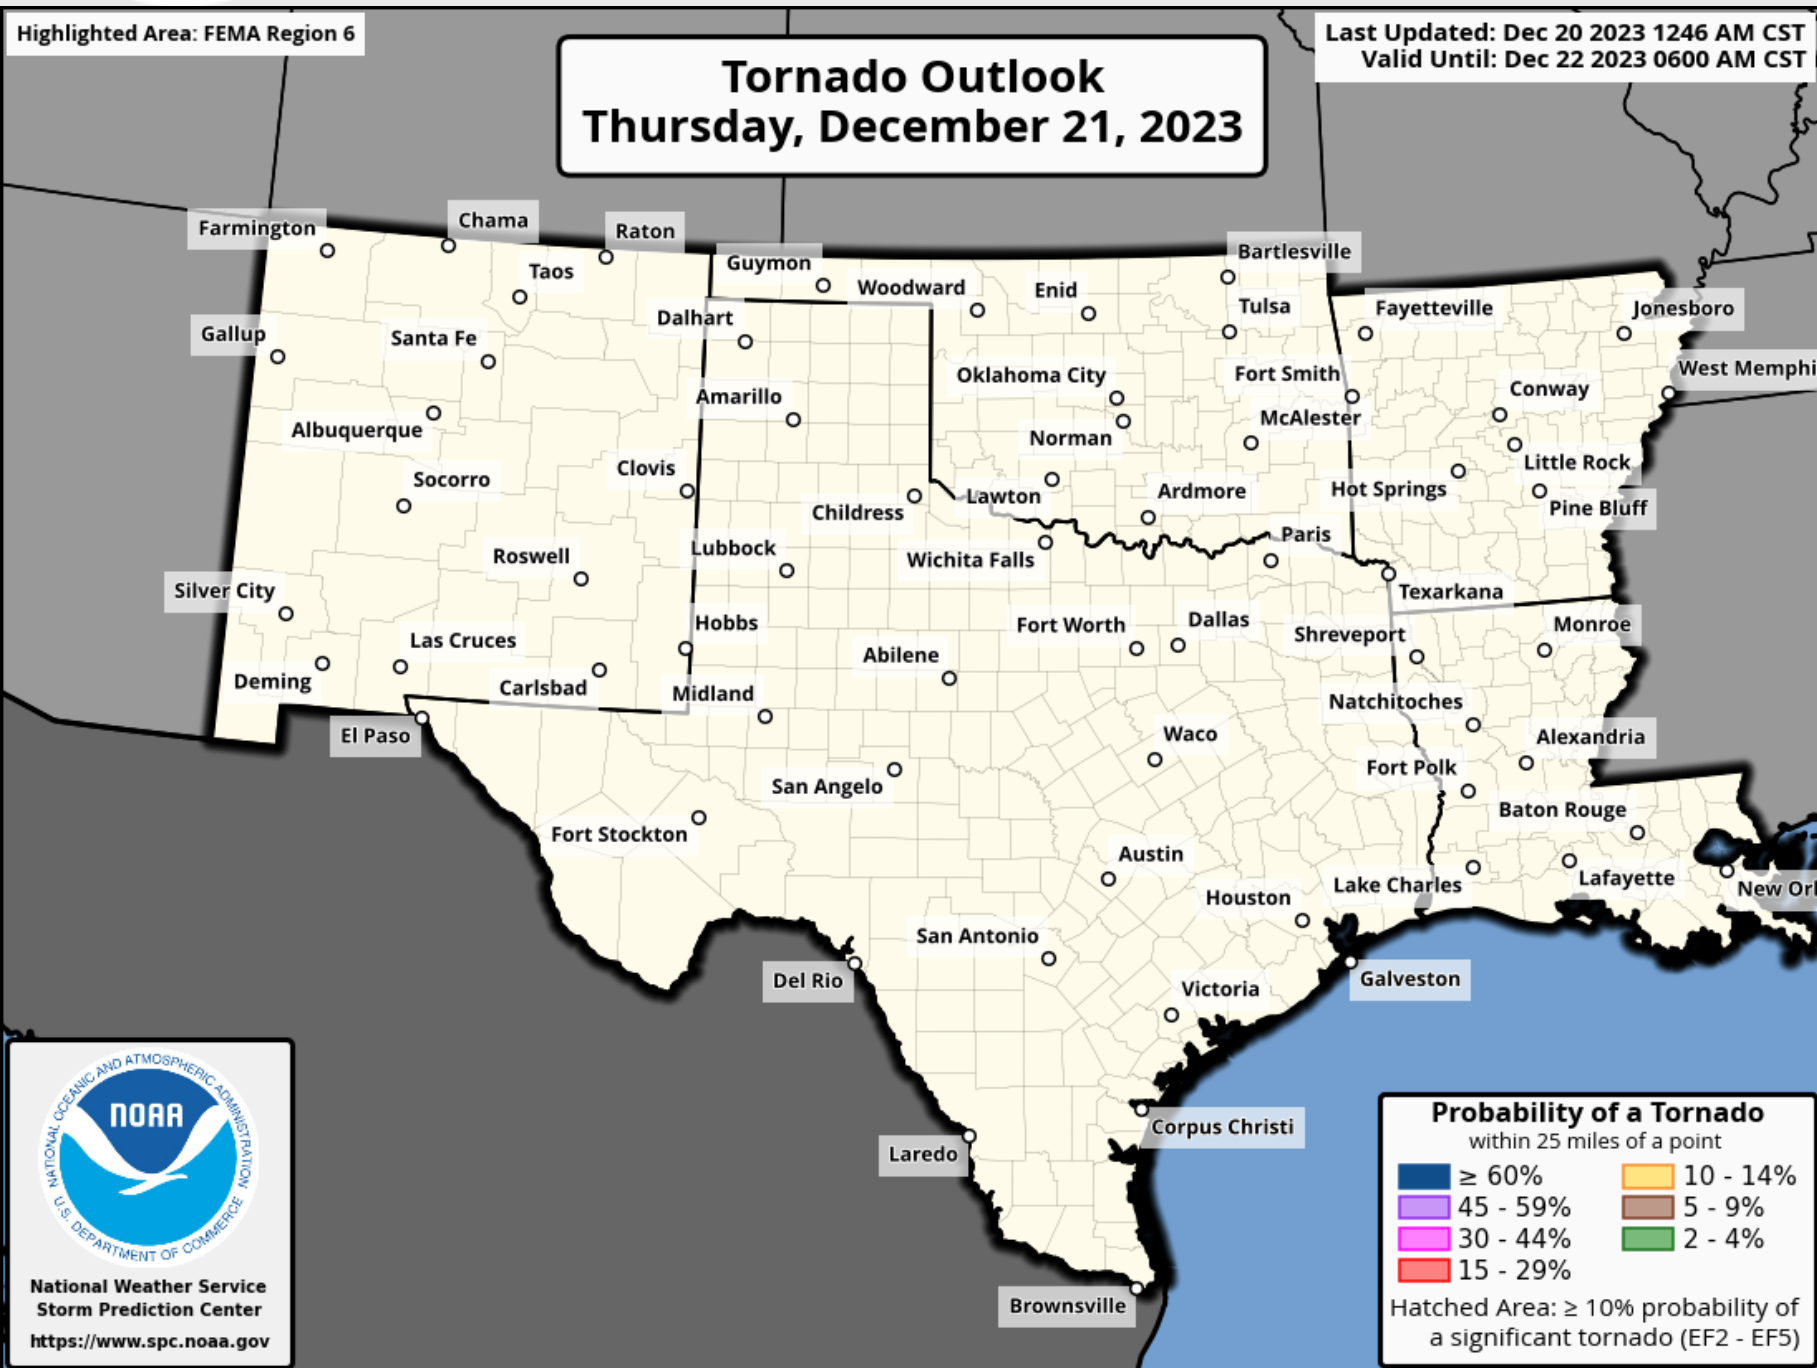 Highlighted Area: FEMA Region 6
Tornado Outlook
Thursday, December 21, 2023
Last Updated: Dec 20 2023 1246 AM CST
Valid Until: Dec 22 2023 0600 AM CST
Farmington
Chama
Raton
Taos
Guymon
Woodward
Enid
Bartlesville
Tulsa
Fayetteville
Jonesboro
Gallup
Santa Fe
Dalhart
Oklahoma City
Fort Smith
Conway
West Memphi
Albuquerque
Amarillo
Norman
McAlester
Little Rock
Socorro
Clovis
Childress
Lawton
Ardmore
Hot Springs
Pine Bluff
Roswell
Lubbock
Wichita Falls
Paris
Texarkana
Silver City
Las Cruces
Hobbs
Fort Worth
Dallas
Shreveport
Monroe
Deming
Carlsbad
Midland
Abilene
Natchitoches
El Paso
Waco
Alexandria
San Angelo
Fort Polk
Fort Stockton
Baton Rouge
Austin
Houston
Lake Charles
Lafayette
New Orl
San Antonio
Del Rio
Victoria
Galveston
Corpus Christi
Laredo
Brownsville
NATIONAL OCEANIC AND ATMOSPHERIC ADMINISTRATION
NOAA
U.S. DEPARTMENT OF COMMERCE
National Weather Service
Storm Prediction Center
https://www.spc.noaa.gov
Probability of a Tornado
within 25 miles of a point
≥ 60%
10 - 14%
45 - 59%
5 - 9%
30 - 44%
2 - 4%
15 - 29%
Hatched Area: ≥ 10% probability of
a significant tornado (EF2 - EF5)